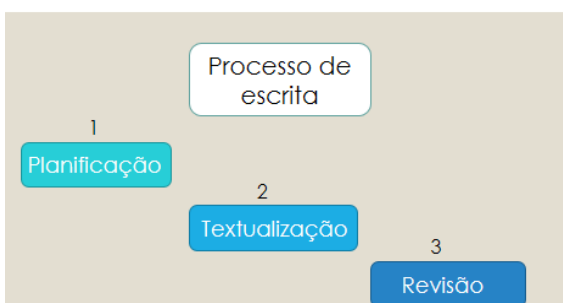 Processo de
escrita
1
Planificação
2
Textualização
3
Revisão